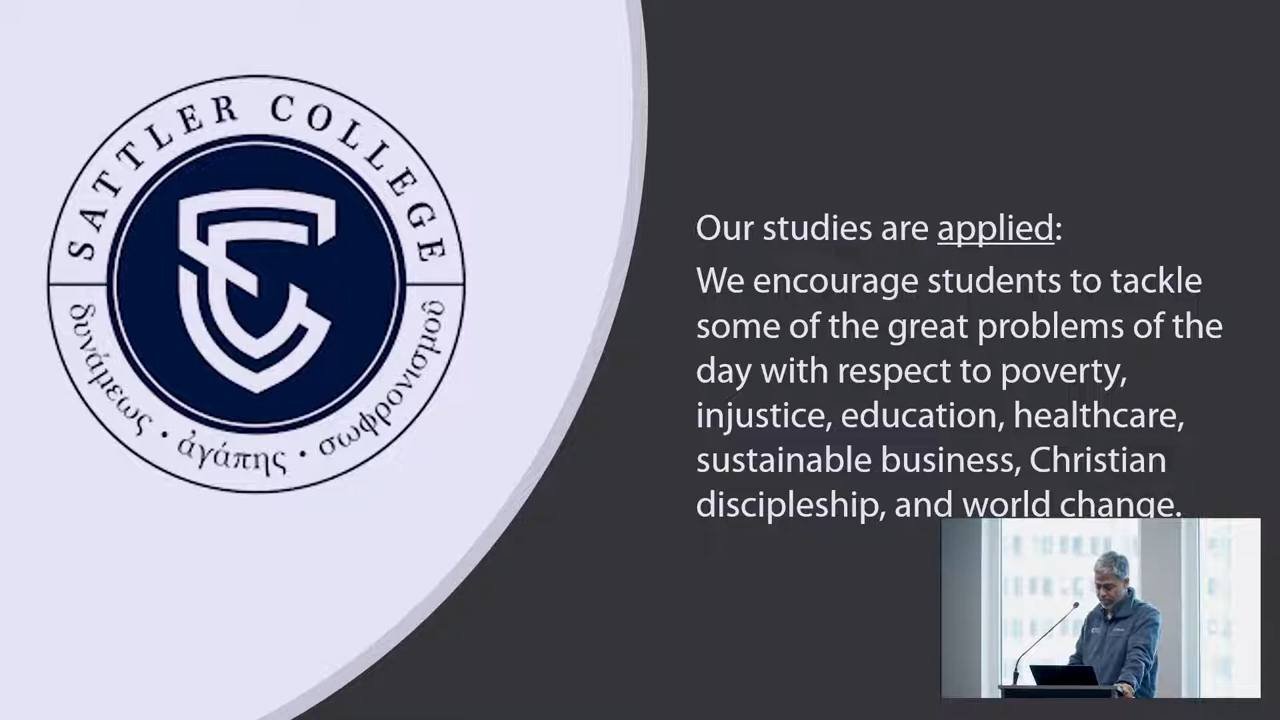 SATTLER COLLEGE
δυνάμεως • ἀγάπης • σωφρονισμοῦ
Our studies are applied:
We encourage students to tackle
some of the great problems of the
day with respect to poverty,
injustice, education, healthcare,
sustainable business, Christian
discipleship, and world change.